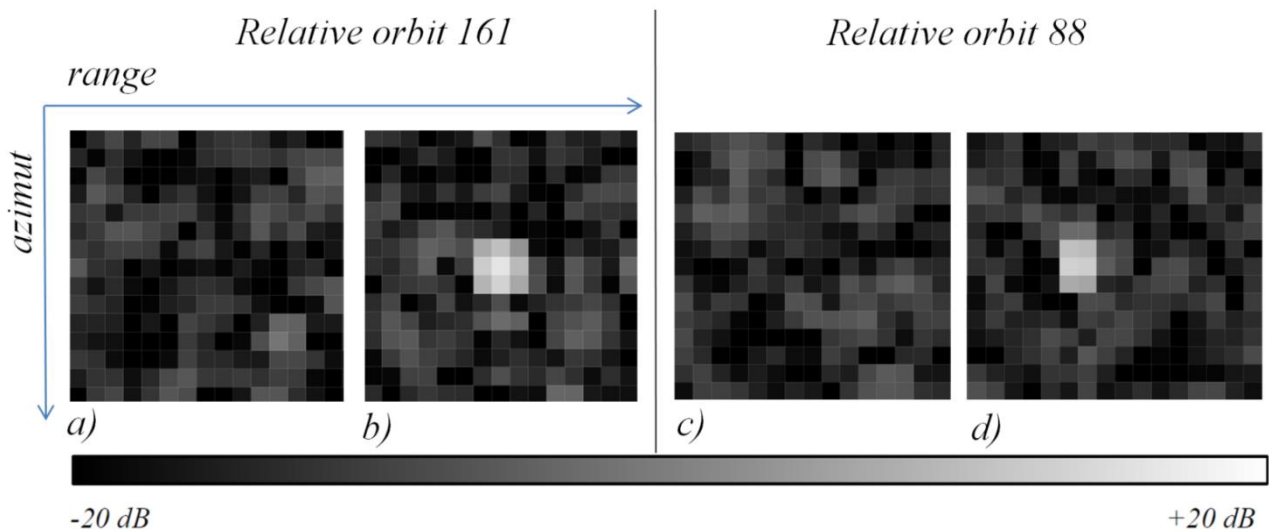 Relative orbit 161
Relative orbit 88
range
azimut
a)
b)
c)
d)
-20 dB
+20 dB